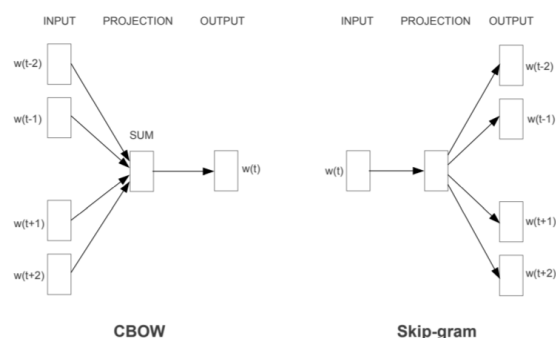 INPUT PROJECTION OUTPUT
w(t-2)
w(t-1)
SUM
w(t)
w(t+1)
w(t+2)
CBOW
INPUT PROJECTION OUTPUT
w(t-2)
w(t-1)
w(t)
w(t+1)
w(t+2)
Skip-gram